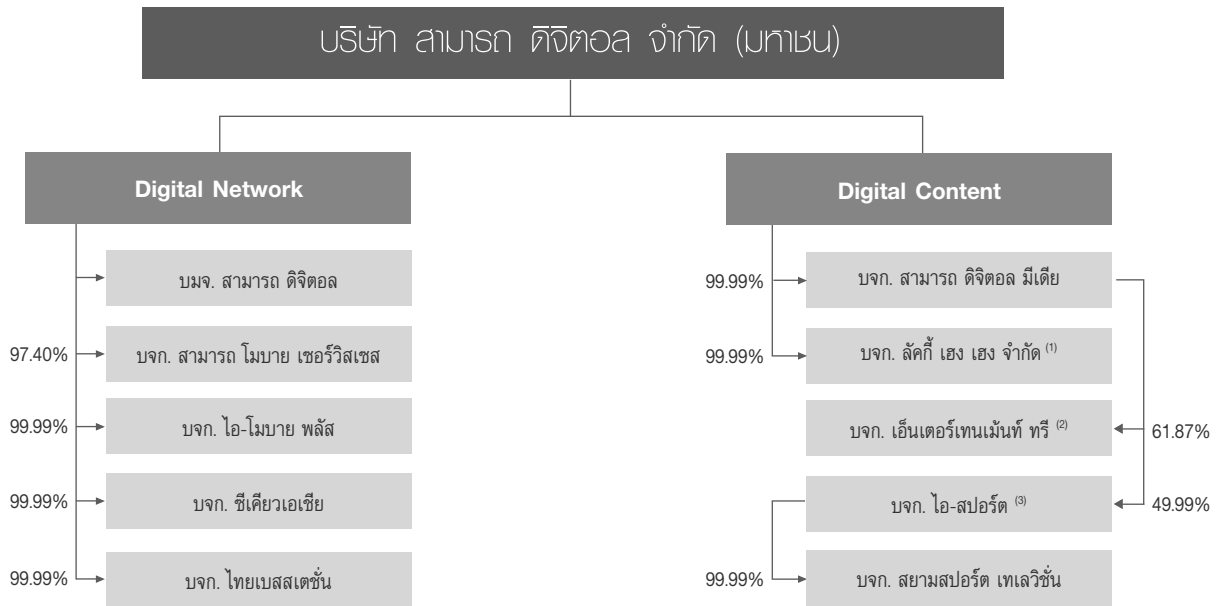 บริษัท สามารถ ดิจิตอล จำกัด (มหาชน)
Digital Network
บมจ. สามารถ ดิจิตอล
97.40% บจก. สามารถ โมบาย เซอร์วิสเซส
99.99% บจก. ไอ-โมบาย พลัส
99.99% บจก. ซีเคียวเอเซีย
99.99% บจก. ไทยเบสสเตชั่น
Digital Content
99.99% บจก. สามารถ ดิจิตอล มีเดีย
99.99% บจก. ลัคกี้ เฮง เฮง จำกัด (1)
บจก. เอ็นเตอร์เทนเม้นท์ ทรี (2) 61.87%
บจก. ไอ-สปอร์ต (3) 49.99%
99.99% บจก. สยามสปอร์ต เทเลวิชั่น